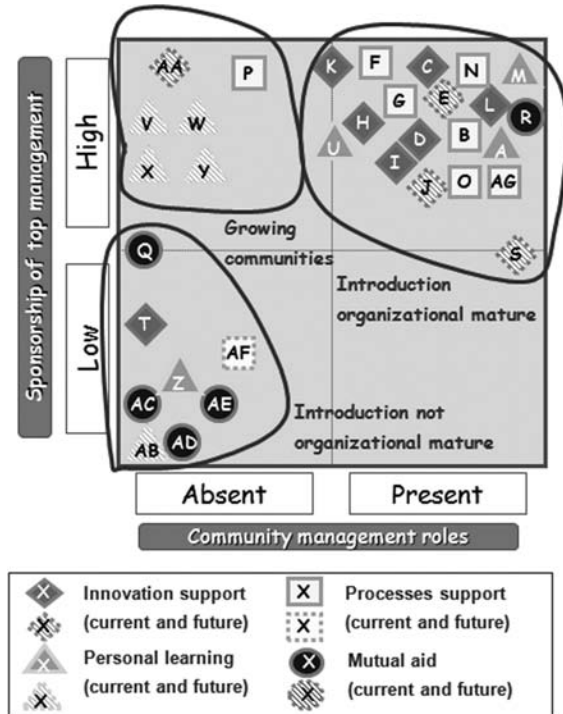 AA
P
K
F
C
N
M
V
W
G
E
L
R
H
D
B
U
A
I
X
Y
J
O
AG
S
Q
T
AF
Z
AC
AE
AB
AD
Growing
communities
Introduction
organizational mature
Introduction not
organizational mature
Sponsorship of top management
High
Low
Absent
Present
Community management roles
X Innovation support
X (current and future)
X Personal learning
X (current and future)
X Processes support
X (current and future)
X Mutual aid
X (current and future)